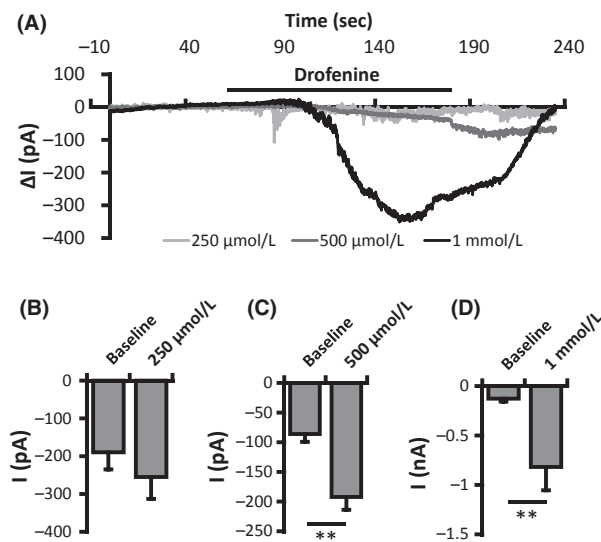 (A)
Time (sec)
−10 40 90 140 190 240
Drofenine
100
0
−100
−200
−300
−400
ΔI (pA)
250 µmol/L 500 µmol/L 1 mmol/L
(B)
Baseline
250 µmol/L
0
−100
−200
−300
−400
I (pA)
(C)
Baseline
500 µmol/L
0
−50
−100
−150
−200
−250
I (pA)
**
(D)
Baseline
1 mmol/L
0
−0.5
−1
−1.5
I (nA)
**